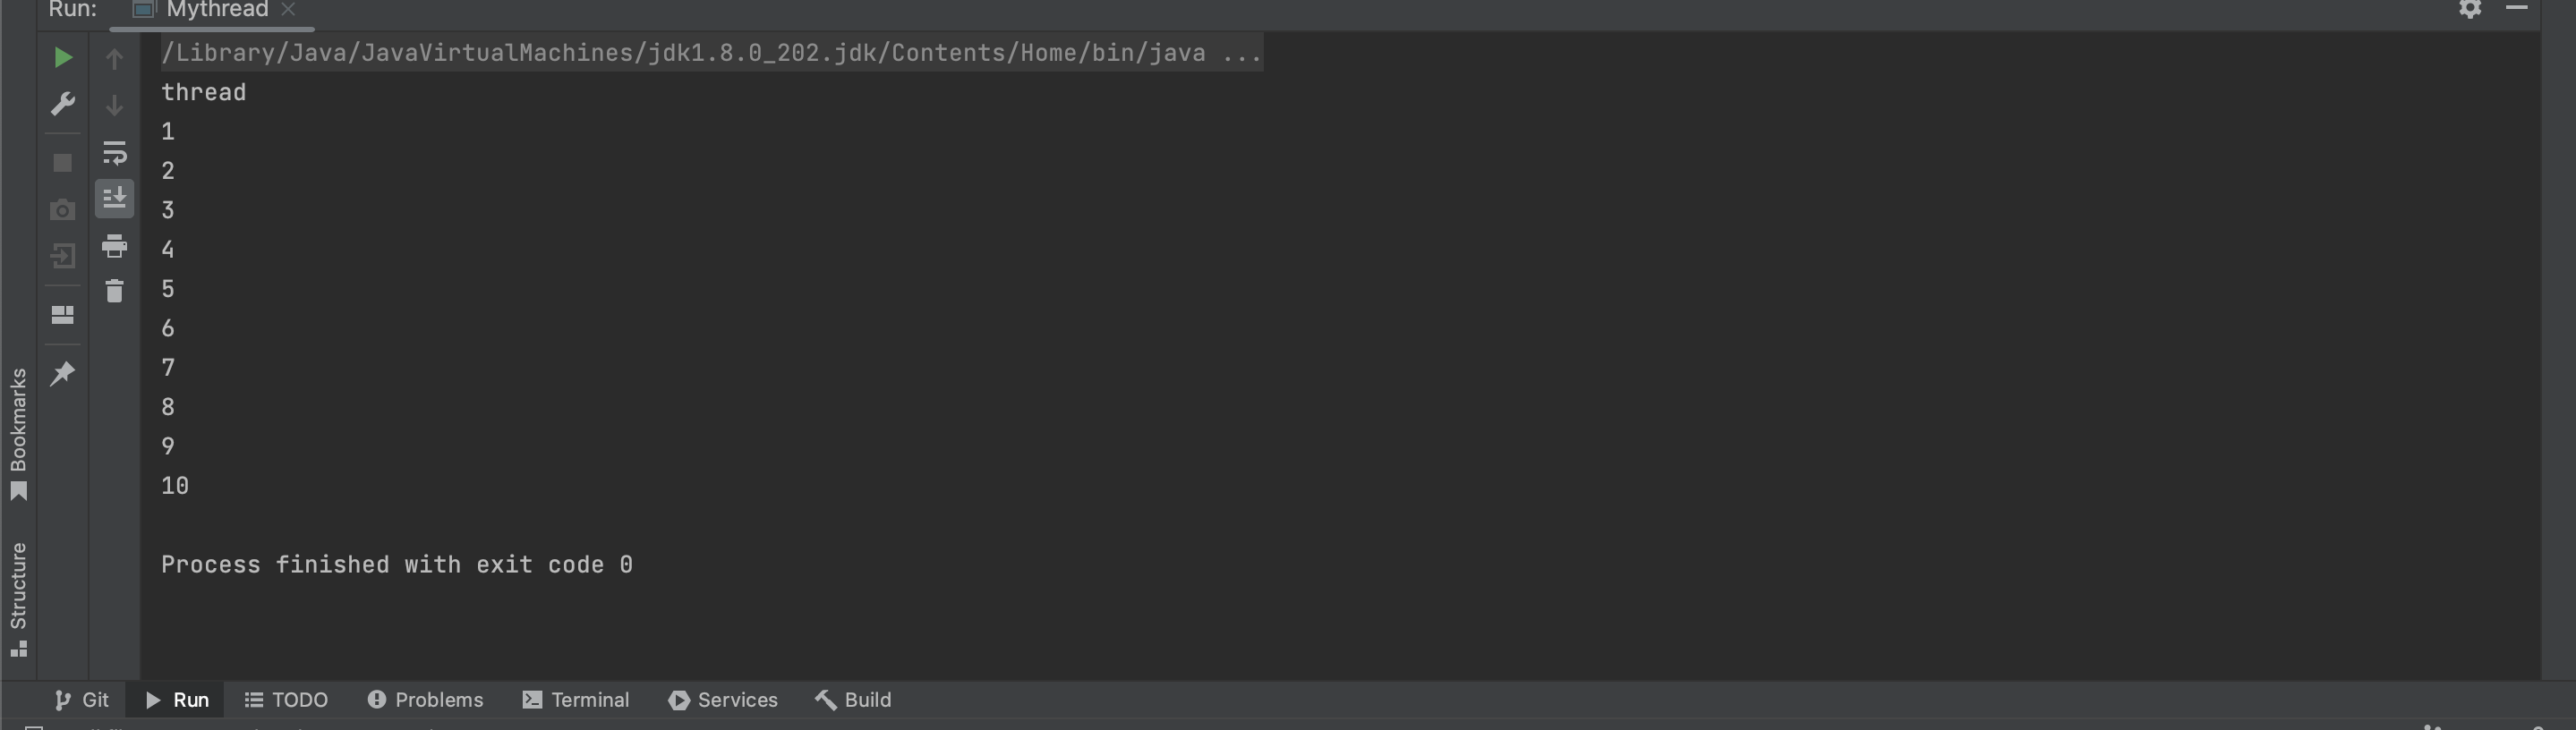 Run: Mythread
/Library/Java/JavaVirtualMachines/jdk1.8.0_202.jdk/Contents/Home/bin/java ...
thread
1
2
3
4
5
6
7
8
9
10
Process finished with exit code 0
Bookmarks
Structure
Git Run TODO Problems Terminal Services Build